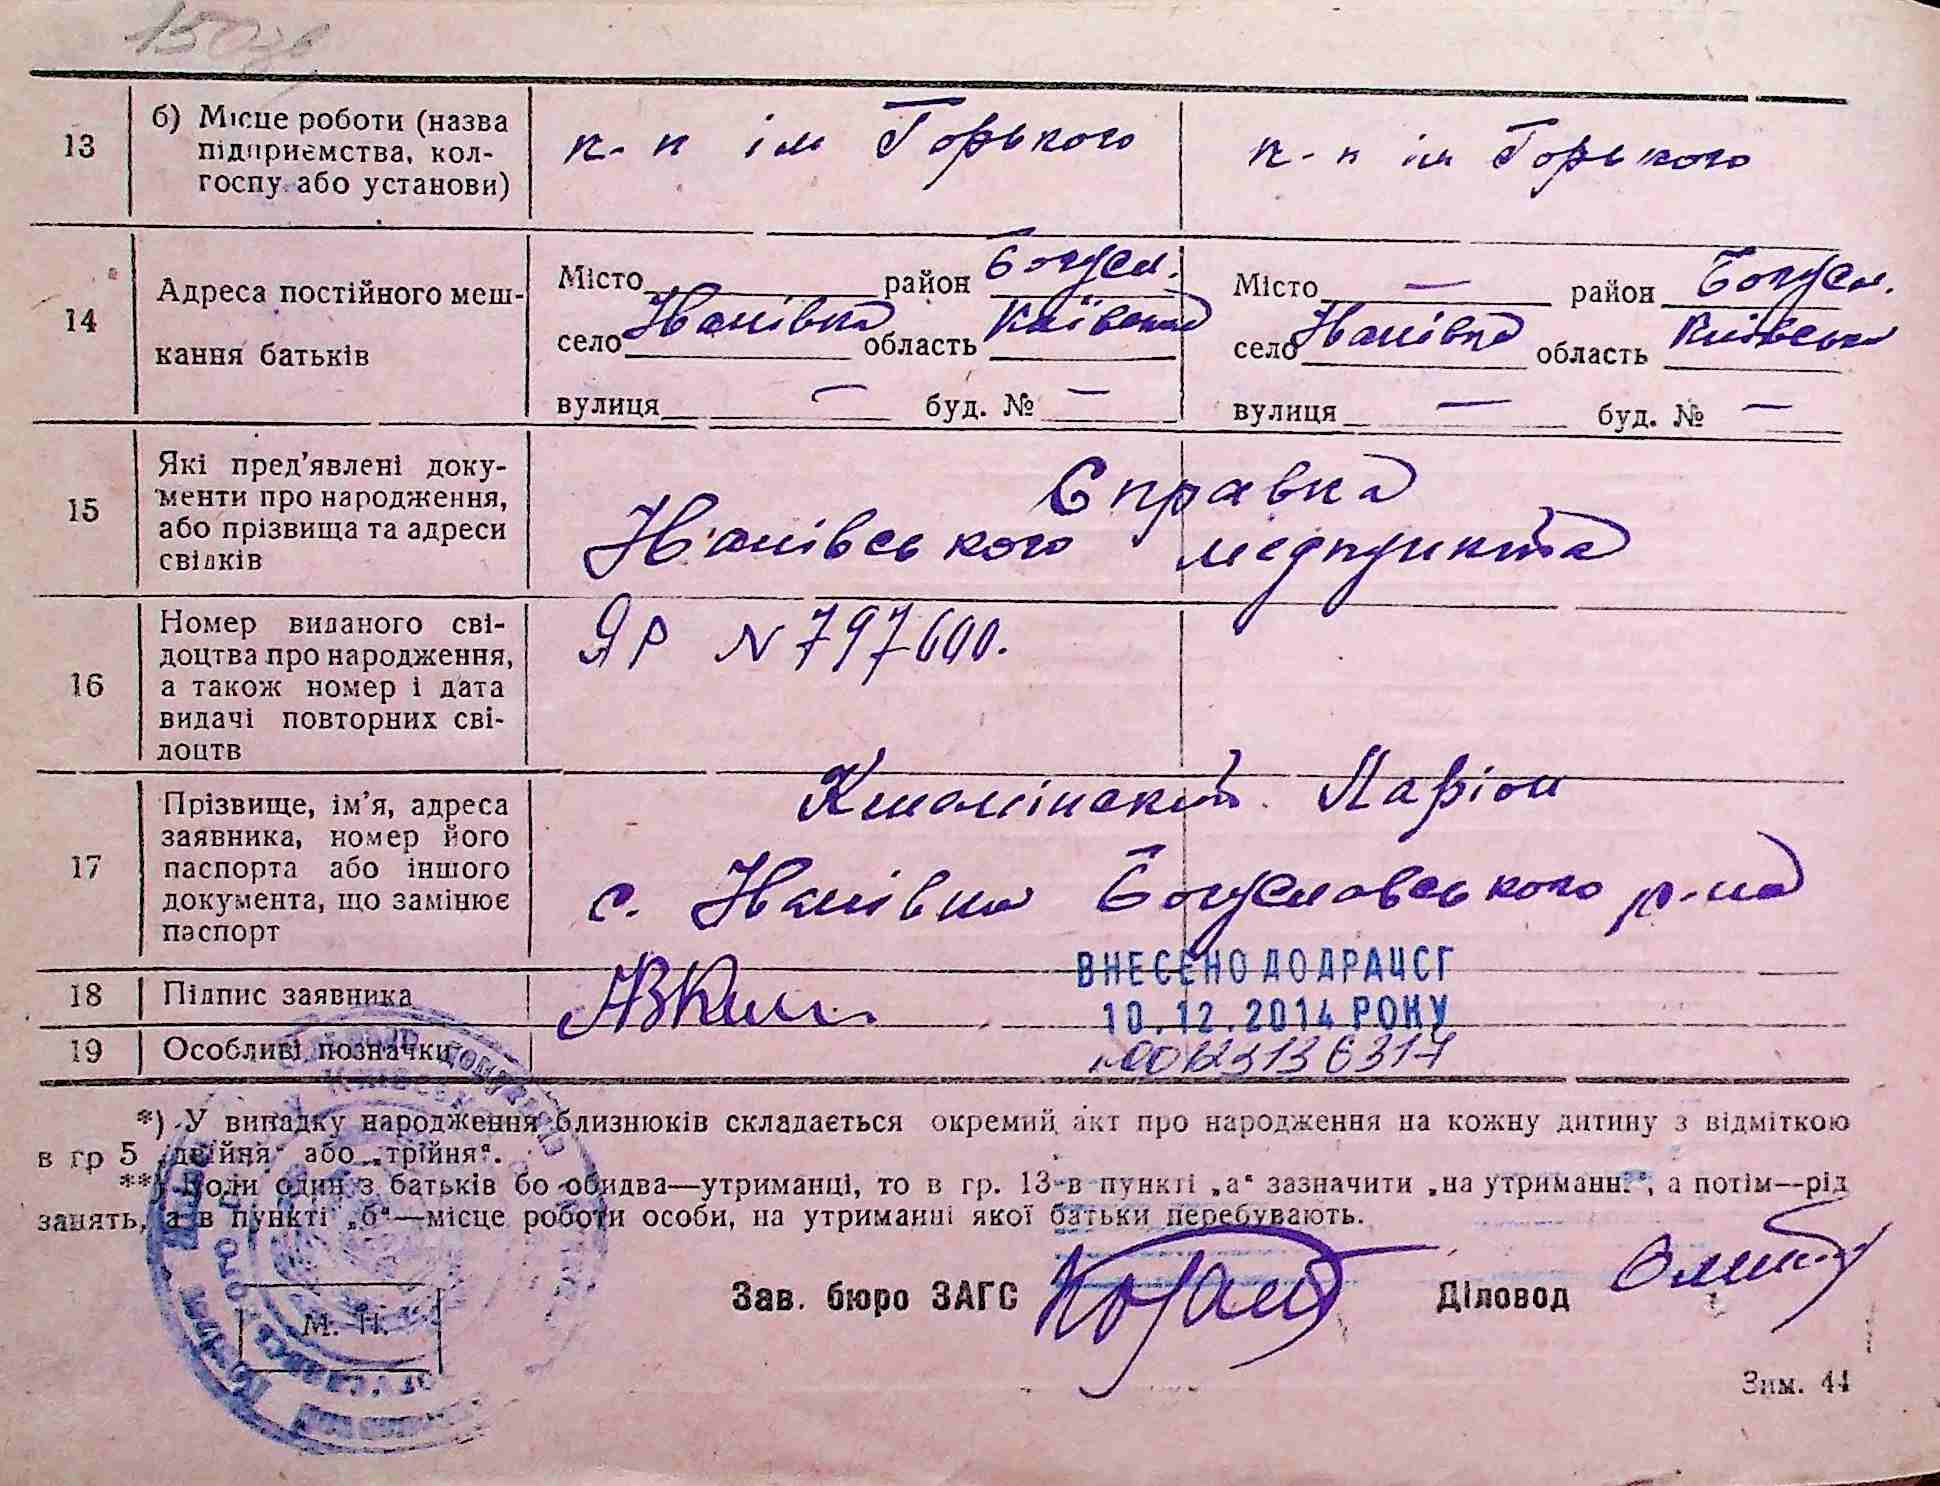 13
б) Місце роботи (назва
підприємства, кол-
госпу або установи)
к-п ім Горького
к-п ім Горького
14
Адреса постійного меш-
кання батьків
Місто район Богусл.
село область Київська
вулиця — буд. № —
Місто — район Богусл.
село область Київська
вулиця — буд. № —
15
Які пред'явлені доку-
менти про народження,
або прізвища та адреси
свідків
Справка
медпункта
16
Номер виданого сві-
доцтва про народження,
а також номер і дата
видачі повторних сві-
доцтв
ЯР N 797600.
17
Прізвище, ім'я, адреса
заявника, номер його
паспорта або іншого
документа, що замінює
паспорт
Ларіон
с. Богуславського р-на
18
Підпис заявника
ВНЕСЕНО ДО ДРАЦСГ
10.12.2014 РОКУ
19
Особливі позначки
*) У випадку народження близнюків складається окремий акт про народження на кожну дитину з відміткою
в гр 5 „двійня" або „трійня".
**) Коли один з батьків бо обидва—утриманці, то в гр. 13-в пункті „а" зазначити „на утриманні", а потім—рід
занять, а в пункті „б"—місце роботи особи, на утриманні якої батьки перебувають.
М. П.
Зав. бюро ЗАГС
Діловод
Зим. 44